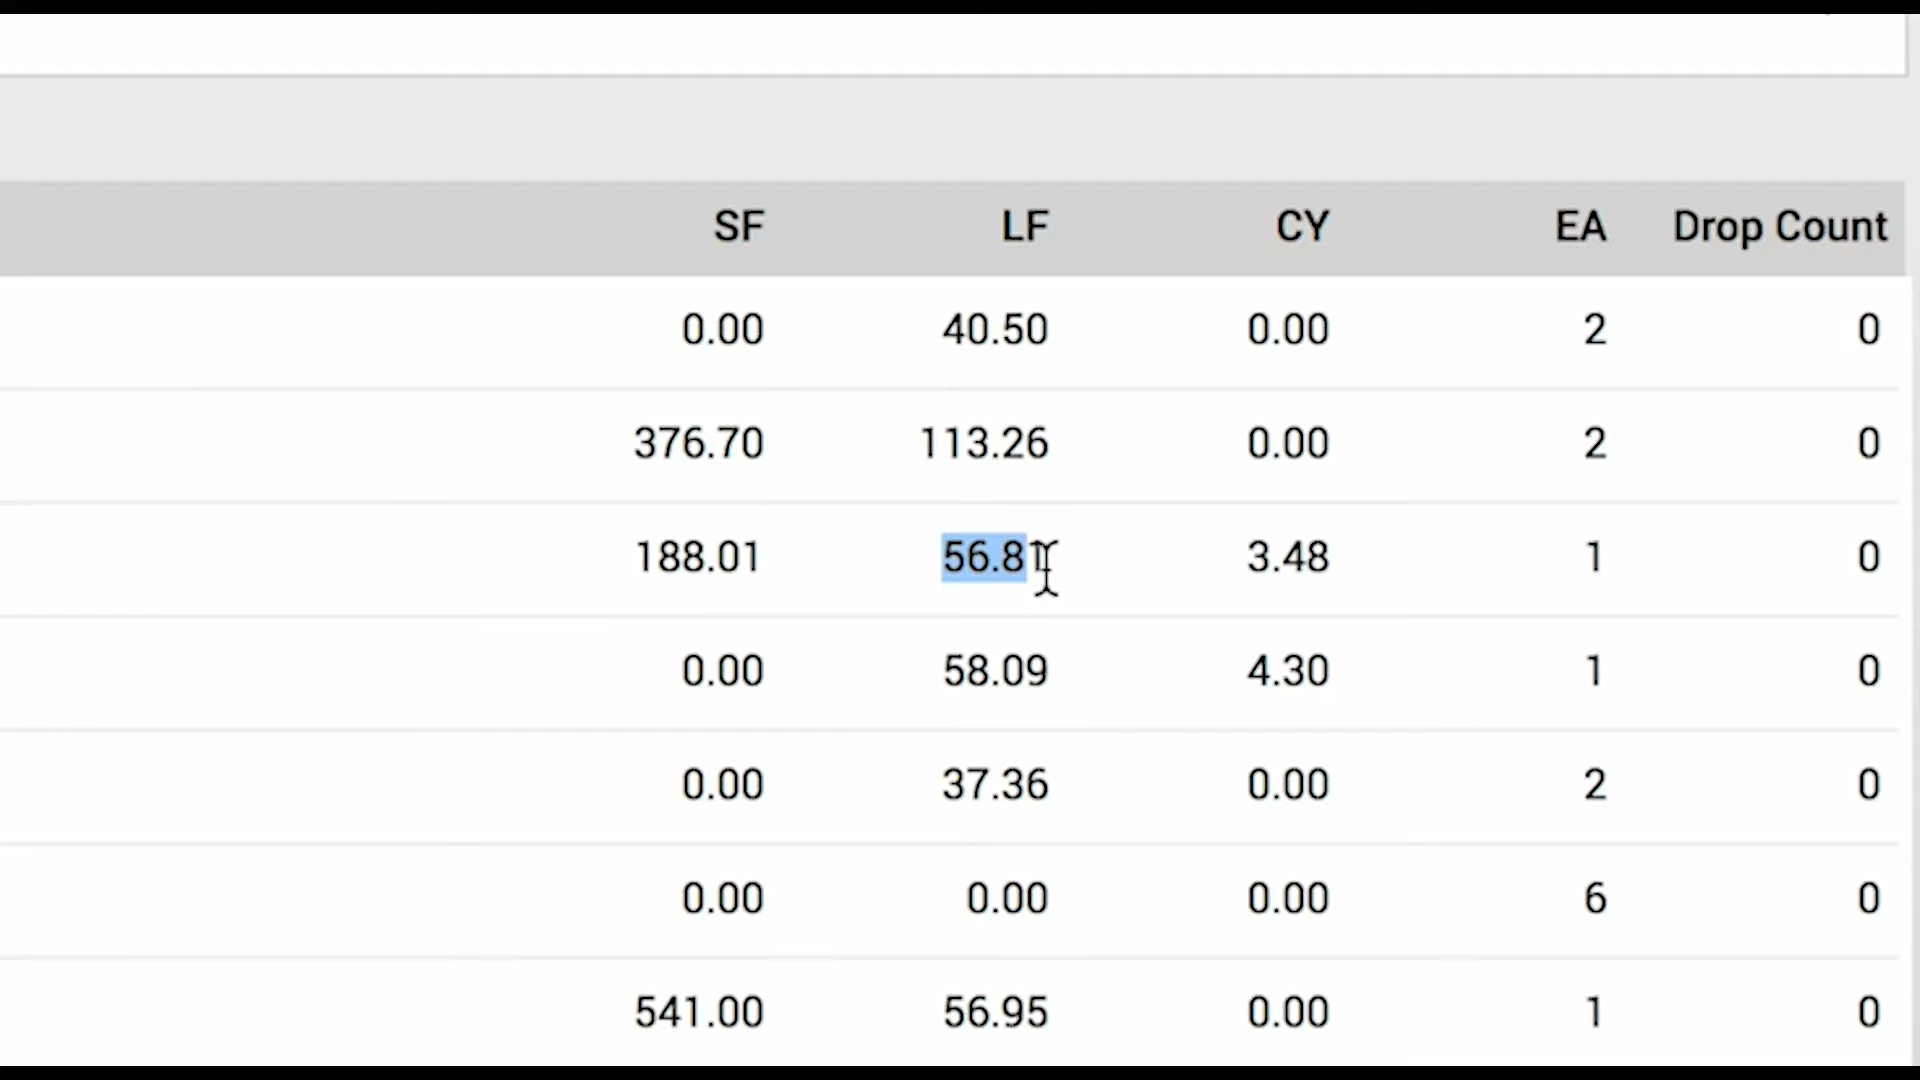 SF LF CY EA Drop Count
0.00 40.50 0.00 2 0
376.70 113.26 0.00 2 0
188.01 56.81 3.48 1 0
0.00 58.09 4.30 1 0
0.00 37.36 0.00 2 0
0.00 0.00 0.00 6 0
541.00 56.95 0.00 1 0